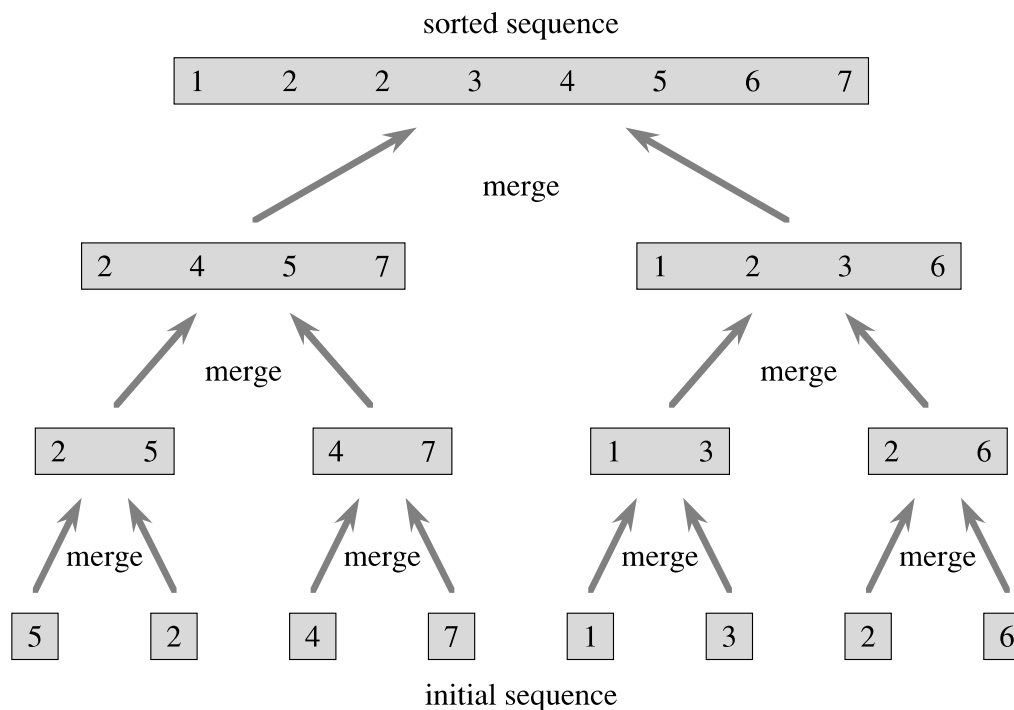 sorted sequence
1 2 2 3 4 5 6 7
merge
2 4 5 7 1 2 3 6
merge merge
2 5 4 7 1 3 2 6
merge merge merge merge
5 2 4 7 1 3 2 6
initial sequence